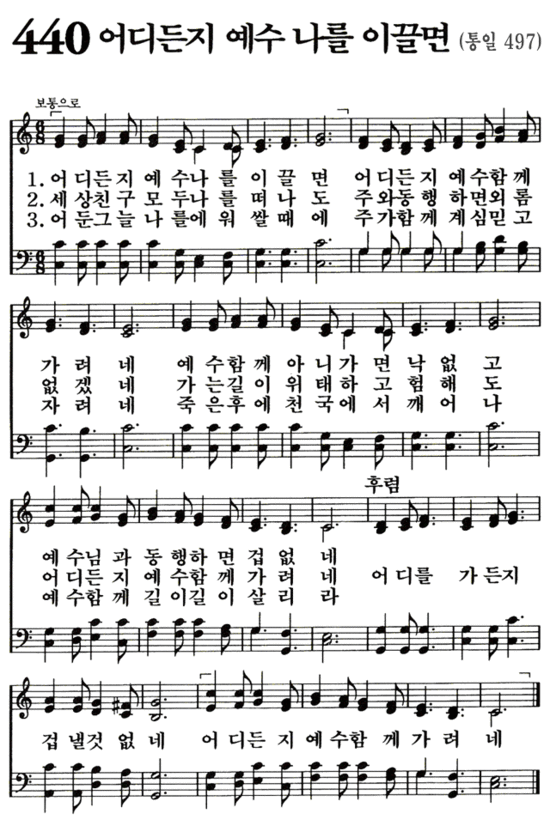 440 어디든지 예수 나를 이끌면 (통일 497)
보통으로
1. 어디든지 예수나를 이끌면 어디든지 예수함께
2. 세상친구 모두나를 떠나도 주와동행 하면외롬
3. 어둔그늘 나를에워 쌀때에 주가함께 계심믿고
가려네 예수함께 아니가면 낙없고
없겠네 가는길이 위태하고 험해도
자려네 죽은후에 천국에서 깨어나
후렴
예수님과 동행하면 겁없네
어디든지 예수함께 가려네 어디를 가든지
예수함께 길이길이 살리라
겁낼것없네 어디든지 예수함께 가려네